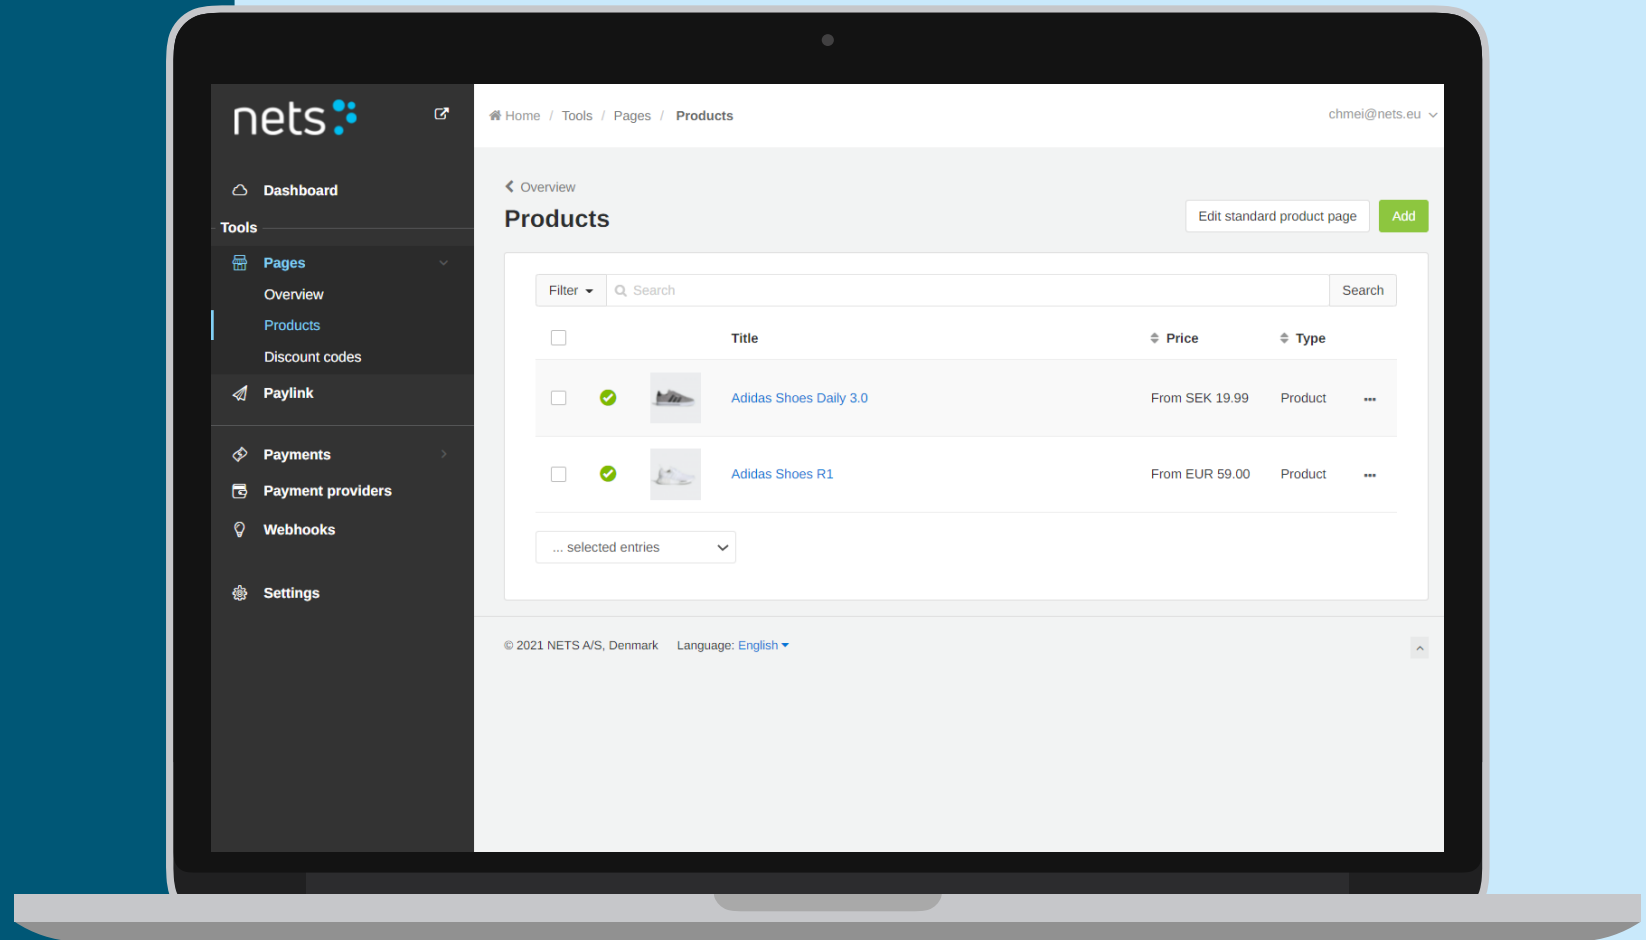 nets
Dashboard
Tools
Pages
Overview
Products
Discount codes
Paylink
Payments
Payment providers
Webhooks
Settings
Home / Tools / Pages / Products
chmei@nets.eu
Overview
Products
Edit standard product page
Add
Filter
Search
Search
Title Price Type
Adidas Shoes Daily 3.0 From SEK 19.99 Product
Adidas Shoes R1 From EUR 59.00 Product
... selected entries
© 2021 NETS A/S, Denmark Language: English